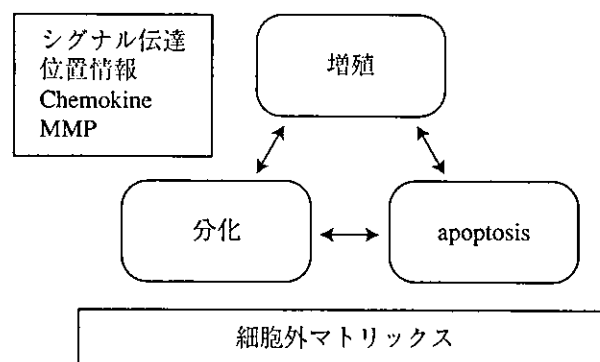 シグナル伝達
位置情報
Chemokine
MMP
増殖
分化
apoptosis
細胞外マトリックス